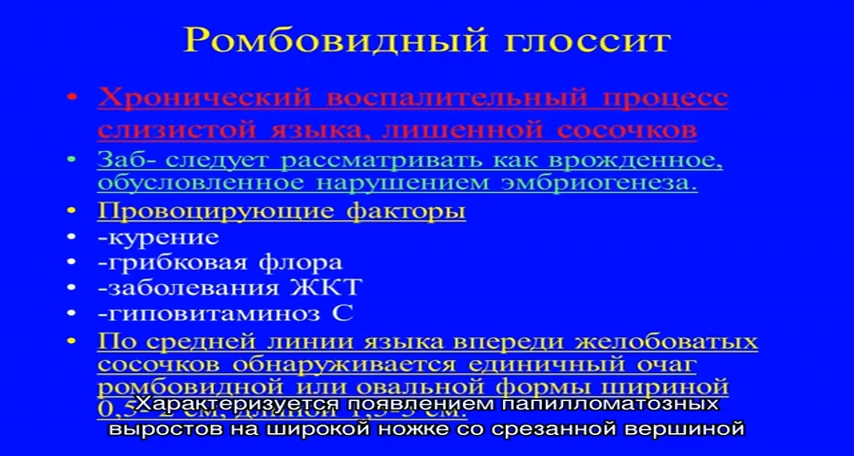 Ромбовидный глоссит
• Хронический воспалительный процесс
слизистой языка, лишенной сосочков
• Заб- следует рассматривать как врожденное,
обусловленное нарушением эмбриогенеза.
• Провоцирующие факторы
• -курение
• -грибковая флора
• -заболевания ЖКТ
• -гиповитаминоз С
• По средней линии языка впереди желобоватых
сосочков обнаруживается единичный очаг
ромбовидной или овальной формы шириной
0,5- 2 см, длиной 1,5-5 см.
Характеризуется появлением папилломатозных
выростов на широкой ножке со срезанной вершиной